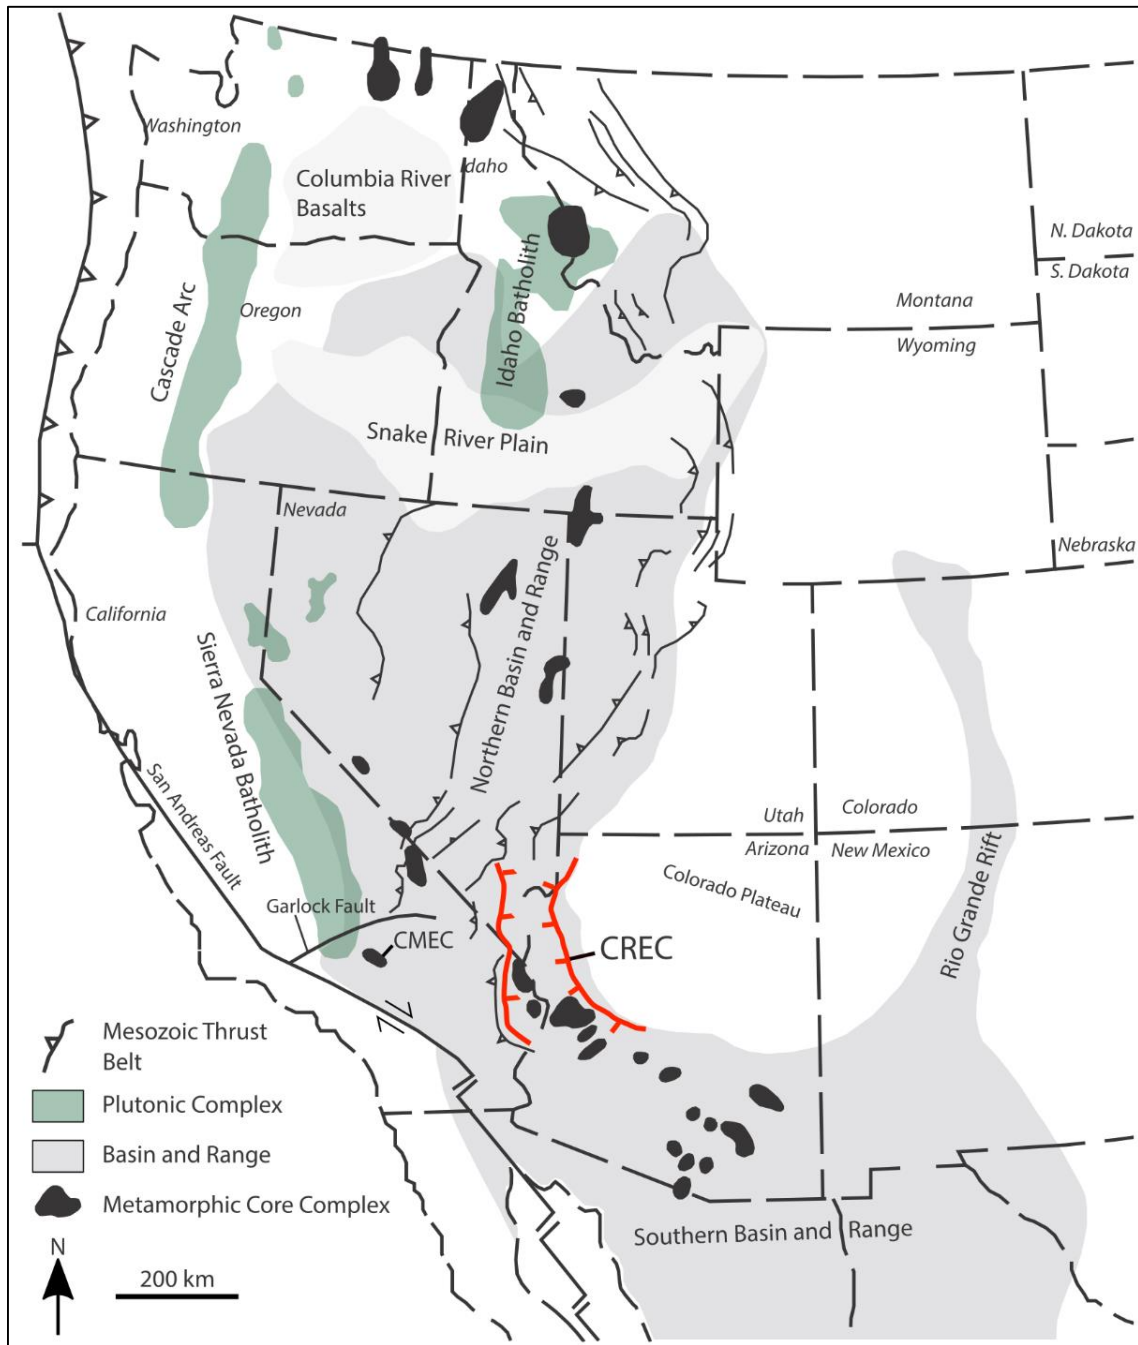 Washington
Idaho
Columbia River
Basalts
N. Dakota
S. Dakota
Montana
Wyoming
Cascade Arc
Oregon
Idaho Batholith
Snake River Plain
Nevada
Nebraska
California
Sierra Nevada Batholith
Northern Basin and Range
San Andreas Fault
Utah
Colorado
Arizona
New Mexico
Colorado Plateau
Rio Grande Rift
Garlock Fault
CMEC
CREC
Mesozoic Thrust
Belt
Plutonic Complex
Basin and Range
Metamorphic Core Complex
Southern Basin and Range
N
200 km